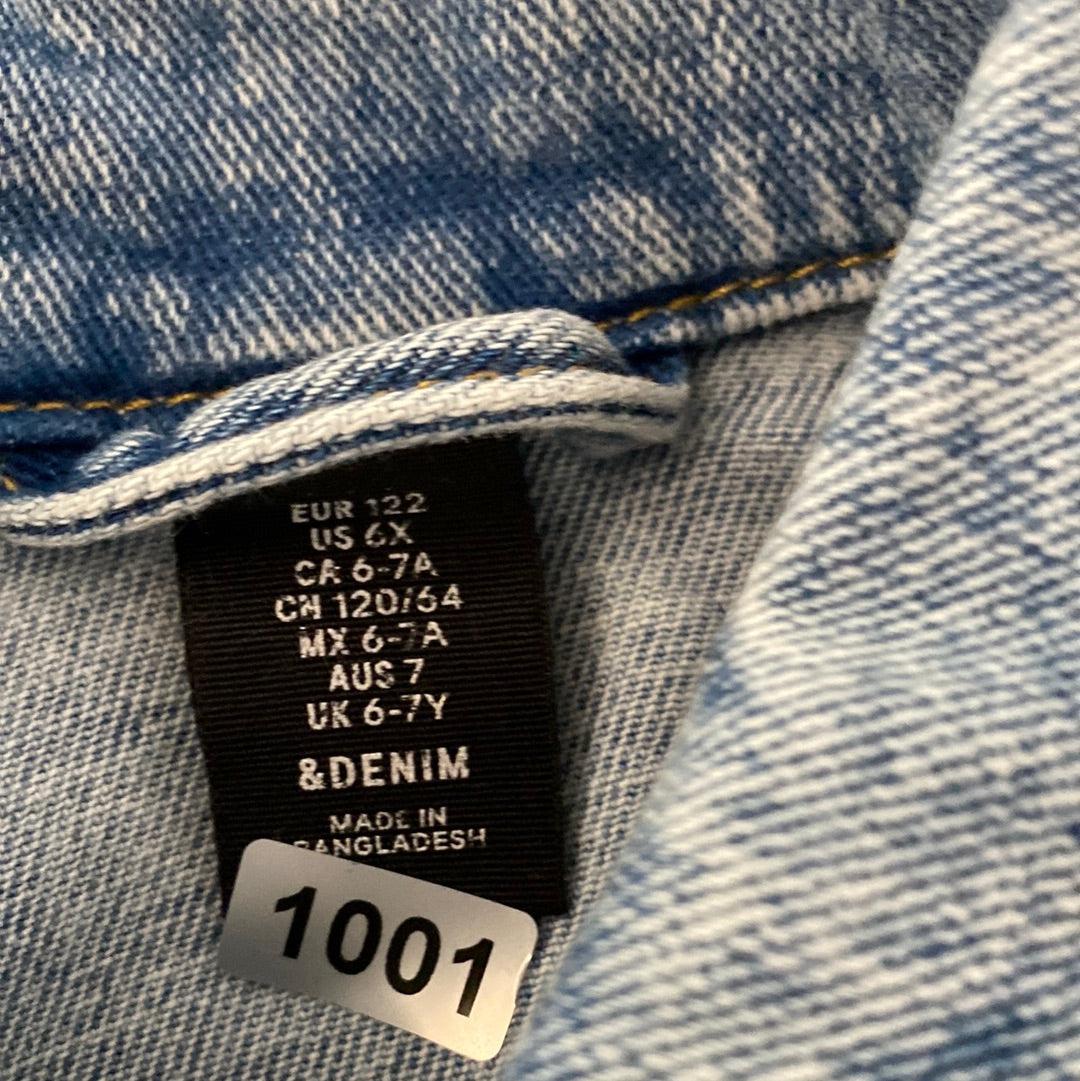 EUR 122
US 6X
CA 6-7A
CN 120/64
MX 6-7A
AUS 7
UK 6-7Y
&DENIM
MADE IN
BANGLADESH
1001